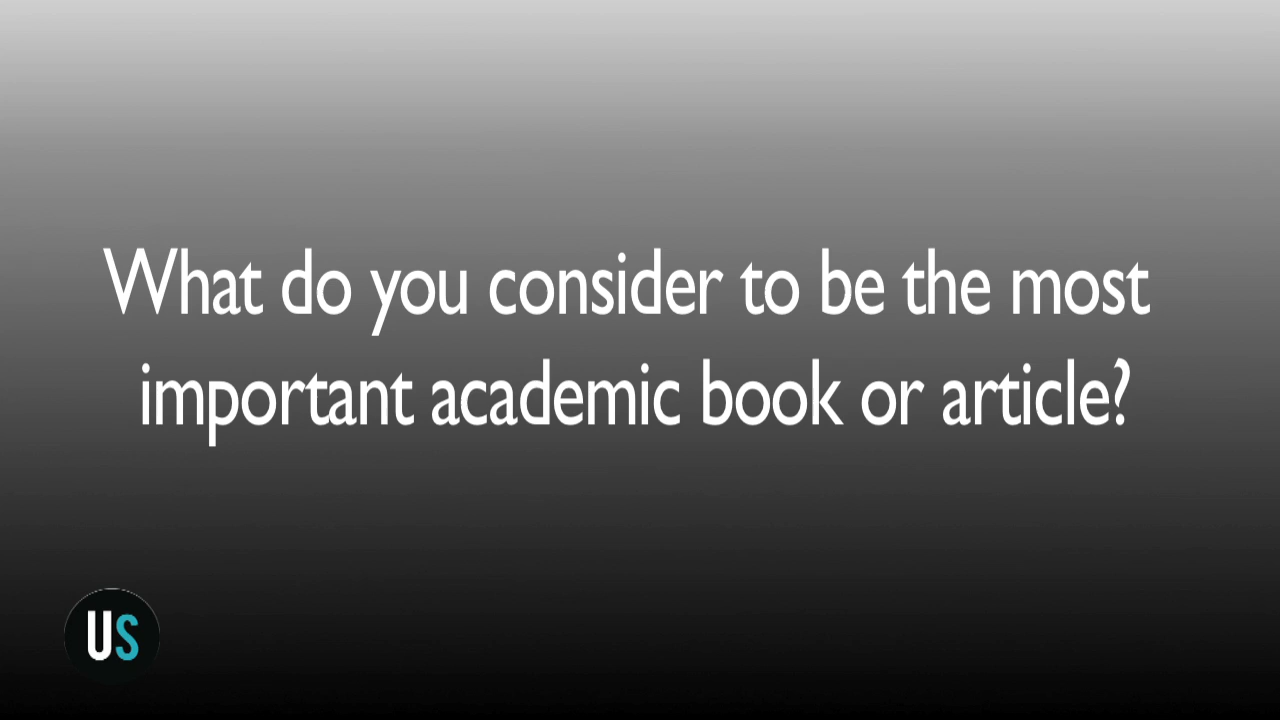 What do you consider to be the most
important academic book or article?
US